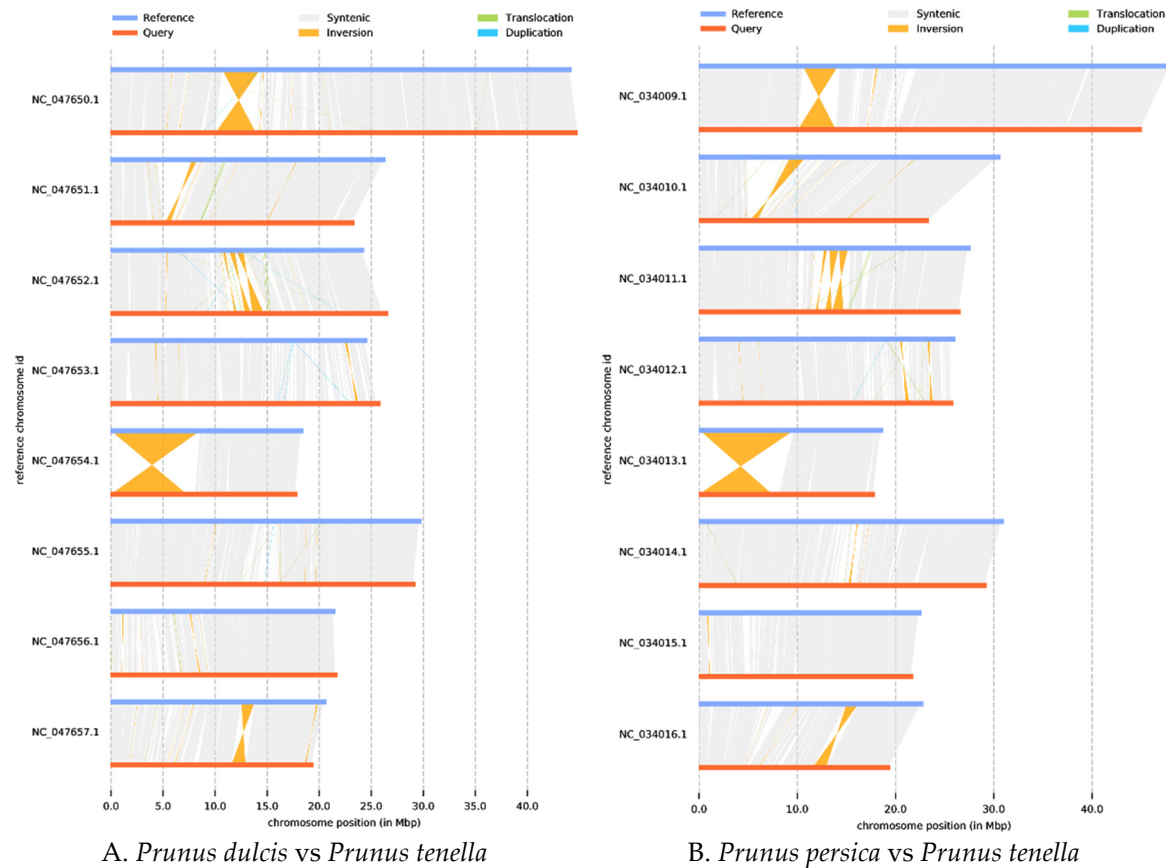 Reference Syntenic Translocation
Query Inversion Duplication
NC_047650.1
NC_047651.1
NC_047652.1
NC_047653.1
NC_047654.1
NC_047655.1
NC_047656.1
NC_047657.1
reference chromosome id
0.0 5.0 10.0 15.0 20.0 25.0 30.0 35.0 40.0
chromosome position (in Mbp)
A. Prunus dulcis vs Prunus tenella
Reference Syntenic Translocation
Query Inversion Duplication
NC_034009.1
NC_034010.1
NC_034011.1
NC_034012.1
NC_034013.1
NC_034014.1
NC_034015.1
NC_034016.1
reference chromosome id
0.0 10.0 20.0 30.0 40.0
chromosome position (in Mbp)
B. Prunus persica vs Prunus tenella